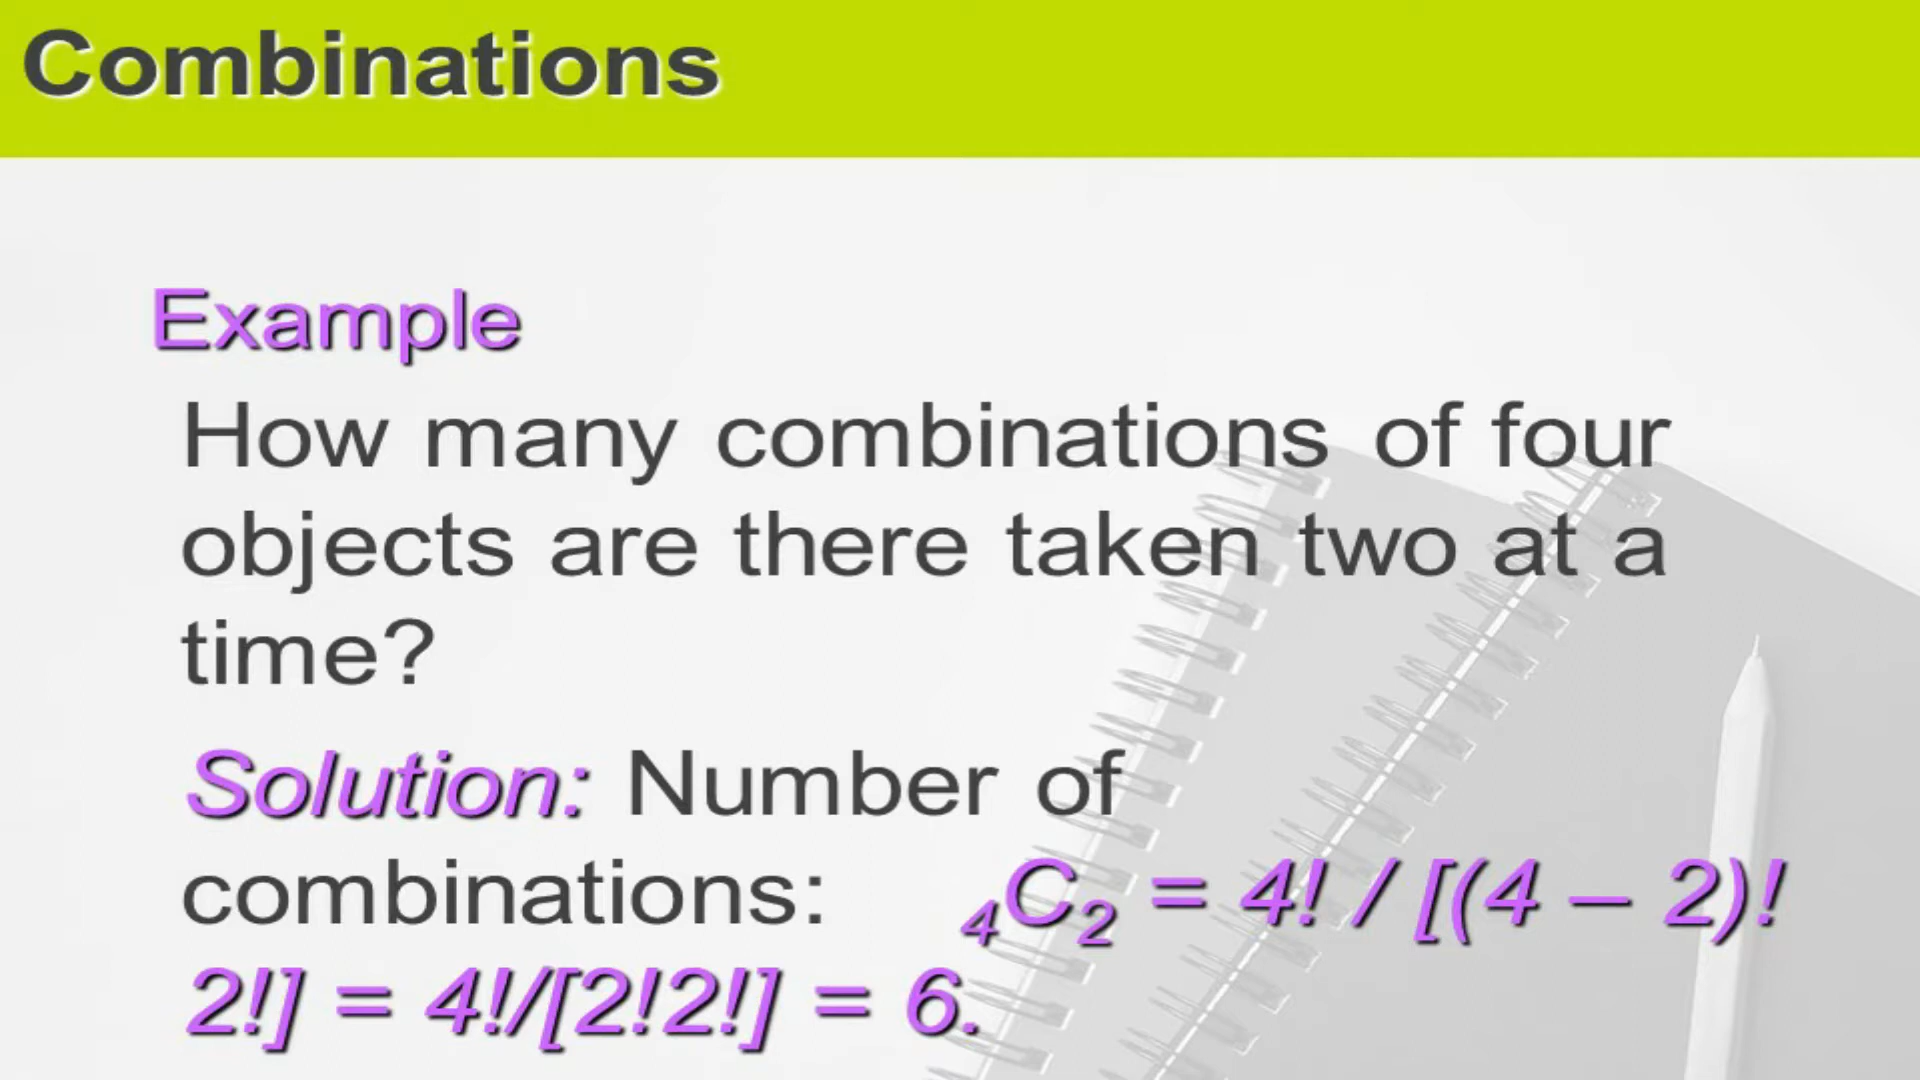 Combinations
Example
How many combinations of four
objects are there taken two at a
time?
Solution: Number of
combinations: ₄C₂ = 4! / [(4 – 2)!
2!] = 4!/[2!2!] = 6.